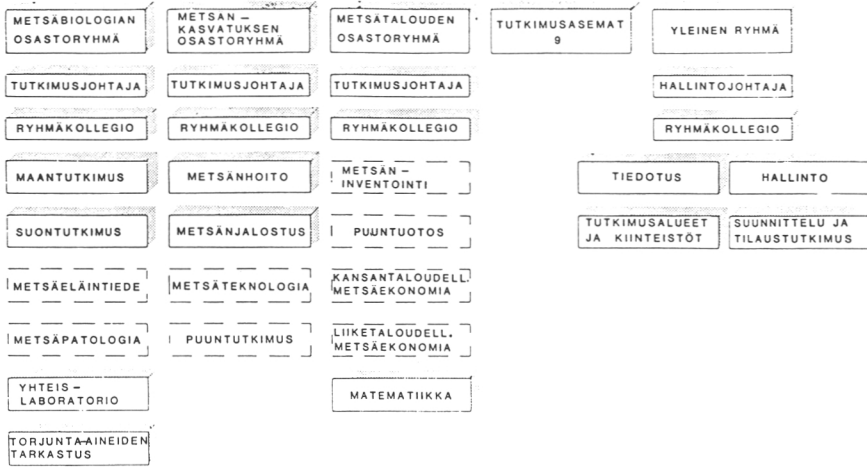 METSÄBIOLOGIAN
OSASTORYHMÄ
METSAN –
KASVATUKSEN
OSASTORYHMÄ
METSÄTALOUDEN
OSASTORYHMÄ
TUTKIMUSASEMAT
9
YLEINEN RYHMÄ
TUTKIMUSJOHTAJA
TUTKIMUSJOHTAJA
TUTKIMUSJOHTAJA
HALLINTOJOHTAJA
RYHMÄKOLLEGIO
RYHMÄKOLLEGIO
RYHMÄKOLLEGIO
RYHMÄKOLLEGIO
MAANTUTKIMUS
METSÄNHOITO
METSÄN –
INVENTOINTI
TIEDOTUS
HALLINTO
SUONTUTKIMUS
METSÄNJALOSTUS
PUUNTUOTOS
TUTKIMUSALUEET
JA KIINTEISTÖT
SUUNNITTELU JA
TILAUSTUTKIMUS
METSÄELÄINTIEDE
METSÄTEKNOLOGIA
KANSANTALOUDELL.
METSÄEKONOMIA
METSÄPATOLOGIA
PUUNTUTKIMUS
LIIKETALOUDELL.
METSÄEKONOMIA
YHTEIS –
LABORATORIO
MATEMATIIKKA
TORJUNTA-AINEIDEN
TARKASTUS